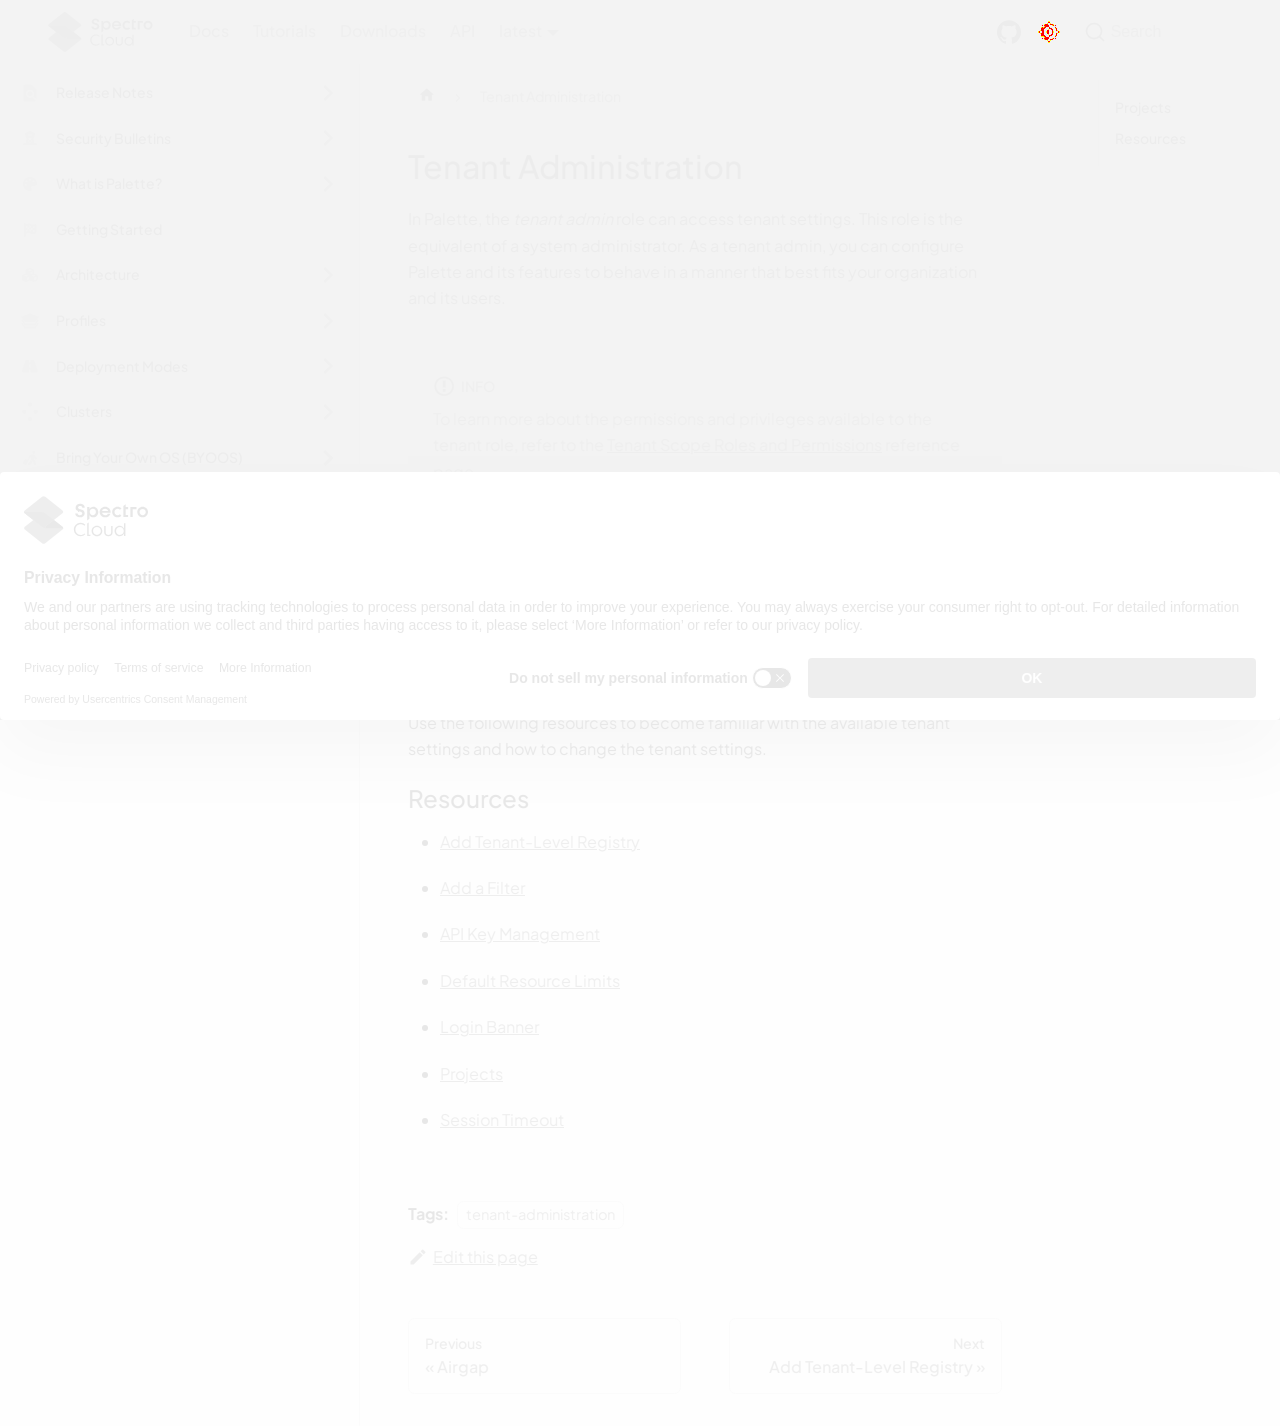 Spectro Cloud
Docs Tutorials Downloads API latest
Search
Release Notes
Security Bulletins
What is Palette?
Getting Started
Architecture
Profiles
Deployment Modes
Clusters
Bring Your Own OS (BYOOS)
Tenant Administration
Projects
Resources
Tenant Administration
In Palette, the tenant admin role can access tenant settings. This role is the
equivalent of a system administrator. As a tenant admin, you can configure
Palette and its features to behave in a manner that best fits your organization
and its users.
INFO
To learn more about the permissions and privileges available to the
tenant role, refer to the Tenant Scope Roles and Permissions reference
Spectro
Cloud
Privacy Information
We and our partners are using tracking technologies to process personal data in order to improve your experience. You may always exercise your consumer right to opt-out. For detailed information
about personal information we collect and third parties having access to it, please select ‘More Information’ or refer to our privacy policy.
Privacy policy Terms of service More Information
Do not sell my personal information
OK
Powered by Usercentrics Consent Management
Use the following resources to become familiar with the available tenant
settings and how to change the tenant settings.
Resources
Add Tenant-Level Registry
Add a Filter
API Key Management
Default Resource Limits
Login Banner
Projects
Session Timeout
Tags: tenant-administration
Edit this page
Previous
« Airgap
Next
Add Tenant-Level Registry »